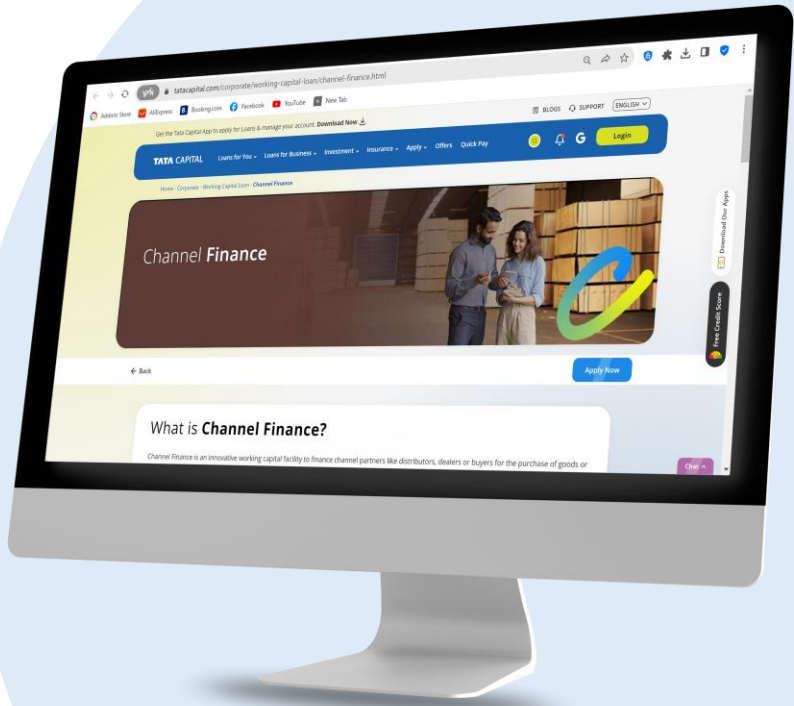 tatacapital.com/corporate/working-capital-loan/channel-finance.html
Addons Store AliExpress Booking.com Facebook YouTube New Tab
Get the Tata Capital App to apply for Loans & manage your account. Download Now
BLOGS SUPPORT ENGLISH
TATA CAPITAL Loans for You Loans for Business Investment Insurance Apply Offers Quick Pay Login
Home - Corporate - Working Capital Loan - Channel Finance
Channel Finance
Download Our Apps
Free Credit Score
← Back
Apply Now
What is Channel Finance?
Channel Finance is an innovative working capital facility to finance channel partners like distributors, dealers or buyers for the purchase of goods or
Chat